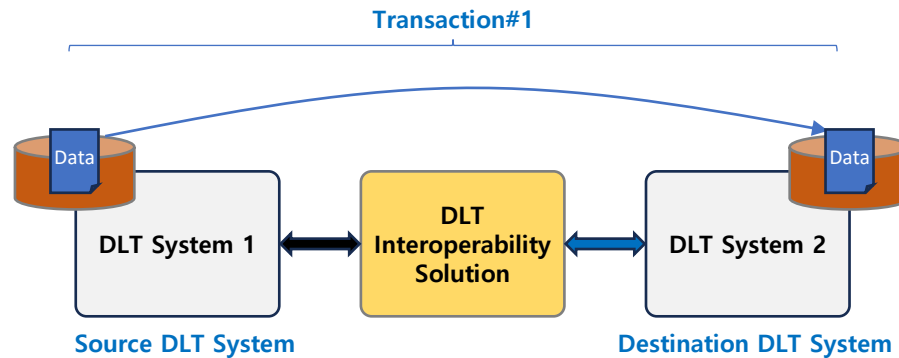 Transaction#1
Data
Data
DLT System 1
DLT
Interoperability
Solution
DLT System 2
Source DLT System
Destination DLT System